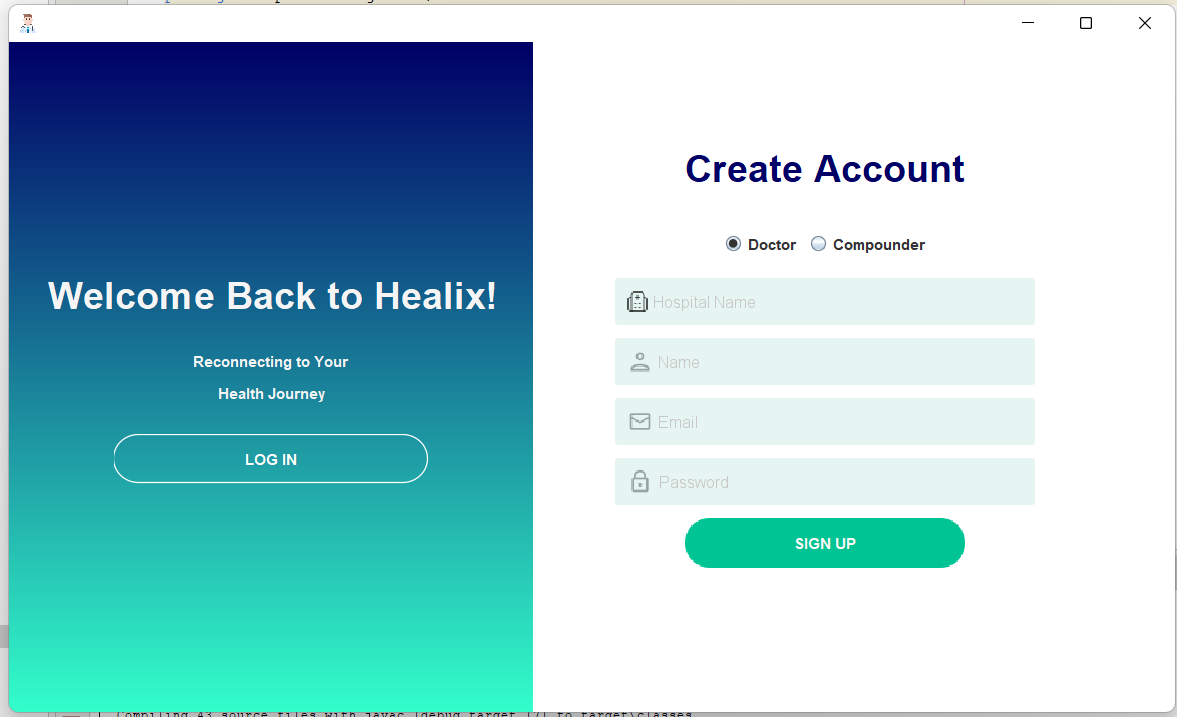 Welcome Back to Healix!
Reconnecting to Your
Health Journey
LOG IN
Create Account
Doctor Compounder
Hospital Name
Name
Email
Password
SIGN UP
Compiling 43 source files with javac [debug target 17] to target\classes